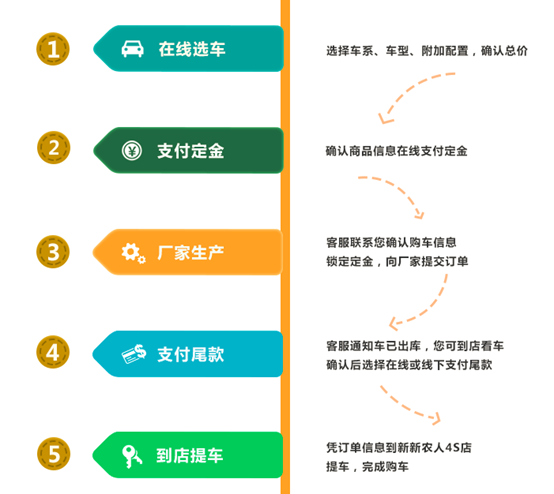 1
在线选车
选择车系、车型、附加配置，确认总价
2
支付定金
确认商品信息在线支付定金
3
厂家生产
客服联系您确认购车信息
锁定定金，向厂家提交订单
4
支付尾款
客服通知车已出库，您可到店看车
确认后选择在线或线下支付尾款
5
到店提车
凭订单信息到新新农人4S店
提车，完成购车